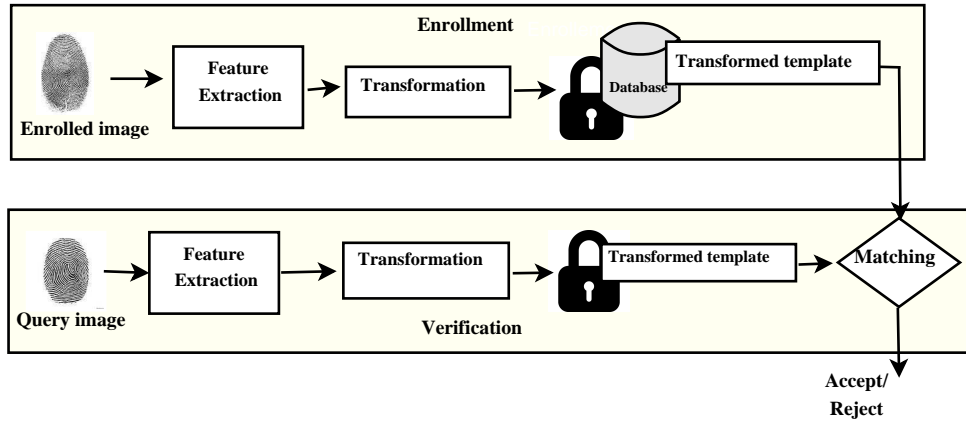 Enrollment
Feature
Extraction
Transformation
Database
Transformed template
Enrolled image
Feature
Extraction
Transformation
Transformed template
Matching
Query image
Verification
Accept/
Reject